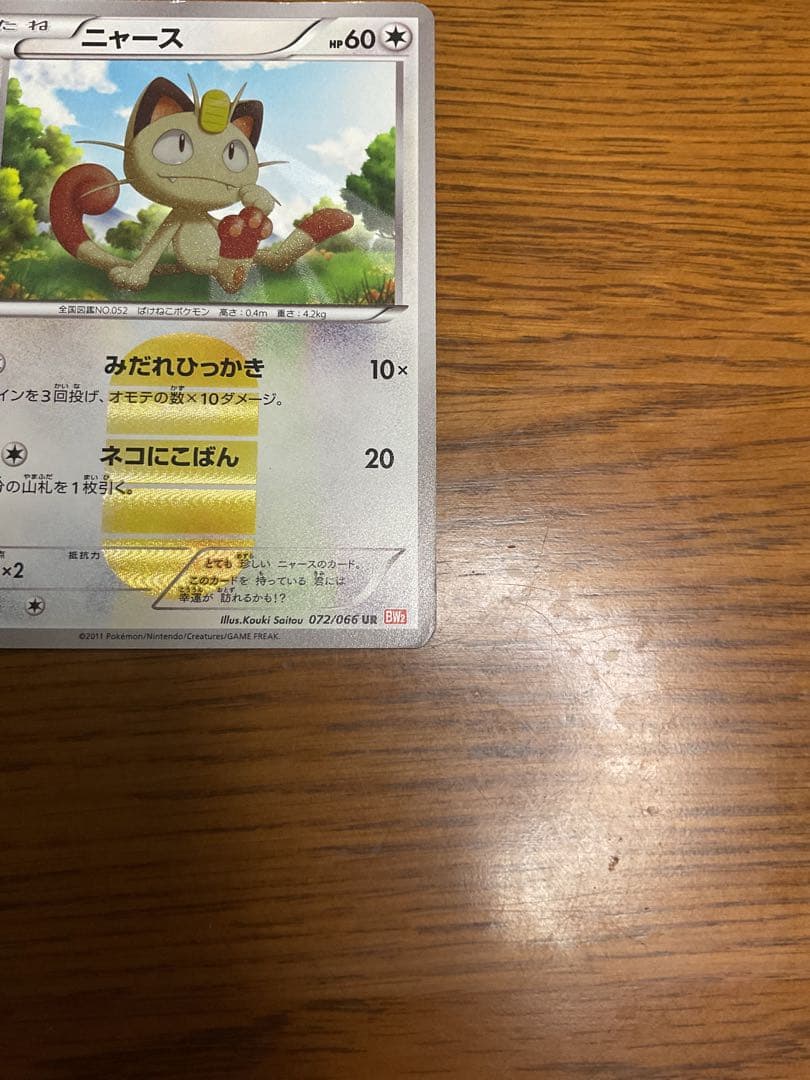 たね ニャース HP60
全国図鑑NO.052 ばけねこポケモン 高さ：0.4m 重さ：4.2kg
みだれひっかき 10×
インを3回投げ、オモテの数×10ダメージ。
ネコにこばん 20
分の山札を1枚引く。
点 ×2 抵抗力
とても 珍しい ニャースのカード。
このカードを 持っている 君には
幸運が 訪れるかも!?
Illus.Kouki Saitou 072/066 UR BW2
©2011 Pokémon/Nintendo/Creatures/GAME FREAK.